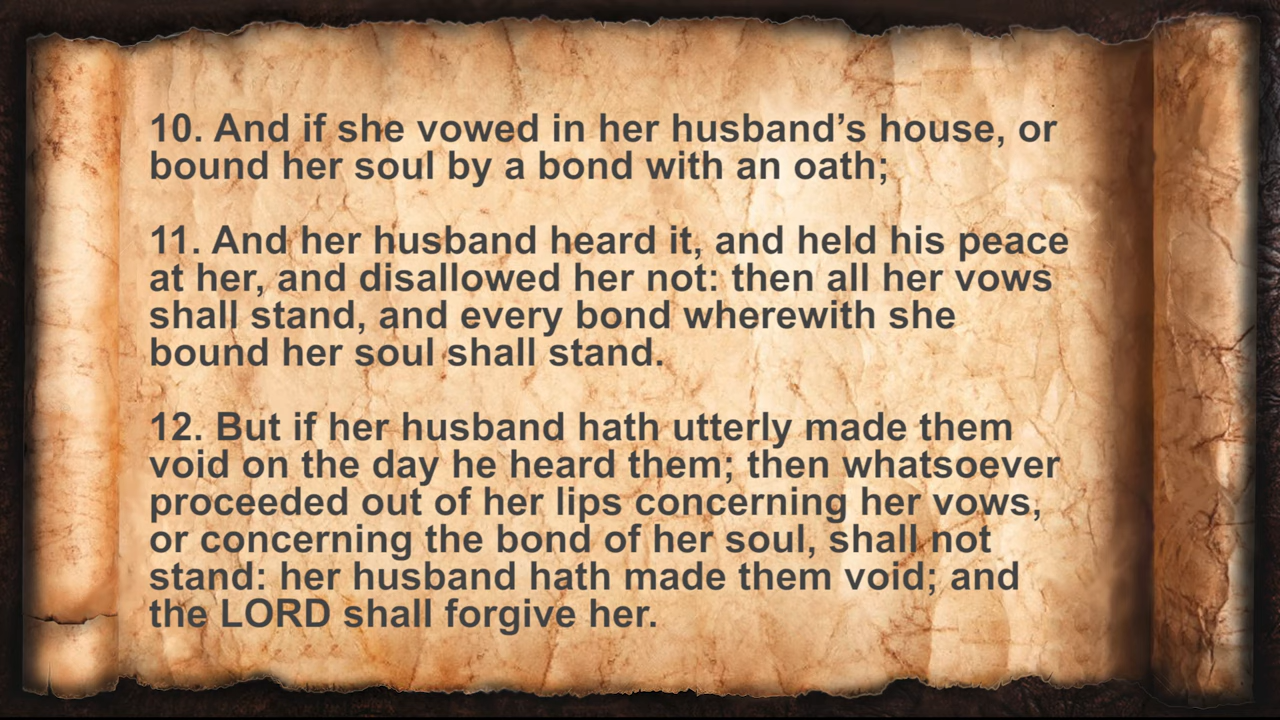 10. And if she vowed in her husband’s house, or
bound her soul by a bond with an oath;
11. And her husband heard it, and held his peace
at her, and disallowed her not: then all her vows
shall stand, and every bond wherewith she
bound her soul shall stand.
12. But if her husband hath utterly made them
void on the day he heard them; then whatsoever
proceeded out of her lips concerning her vows,
or concerning the bond of her soul, shall not
stand: her husband hath made them void; and
the LORD shall forgive her.